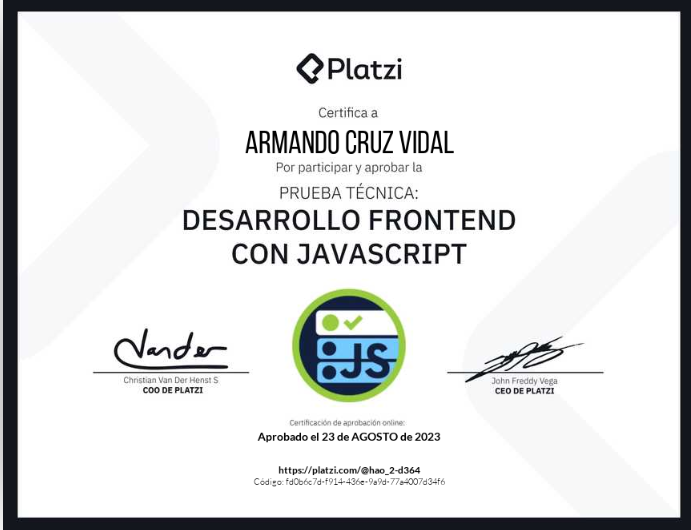 Platzi
Certifica a
ARMANDO CRUZ VIDAL
Por participar y aprobar la
PRUEBA TÉCNICA:
DESARROLLO FRONTEND
CON JAVASCRIPT
Vander
JS
Christian Van Der Henst S
COO DE PLATZI
John Freddy Vega
CEO DE PLATZI
Certificación de aprobación online:
Aprobado el 23 de AGOSTO de 2023
https://platzi.com/@hao_2-d364
Código: fd0b6c7d-f914-436e-9a9d-77a4007d34f6